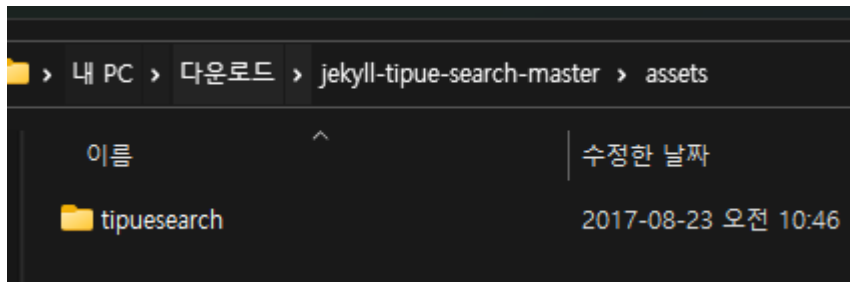 내 PC > 다운로드 > jekyll-tipue-search-master > assets
이름 수정한 날짜
tipuesearch 2017-08-23 오전 10:46